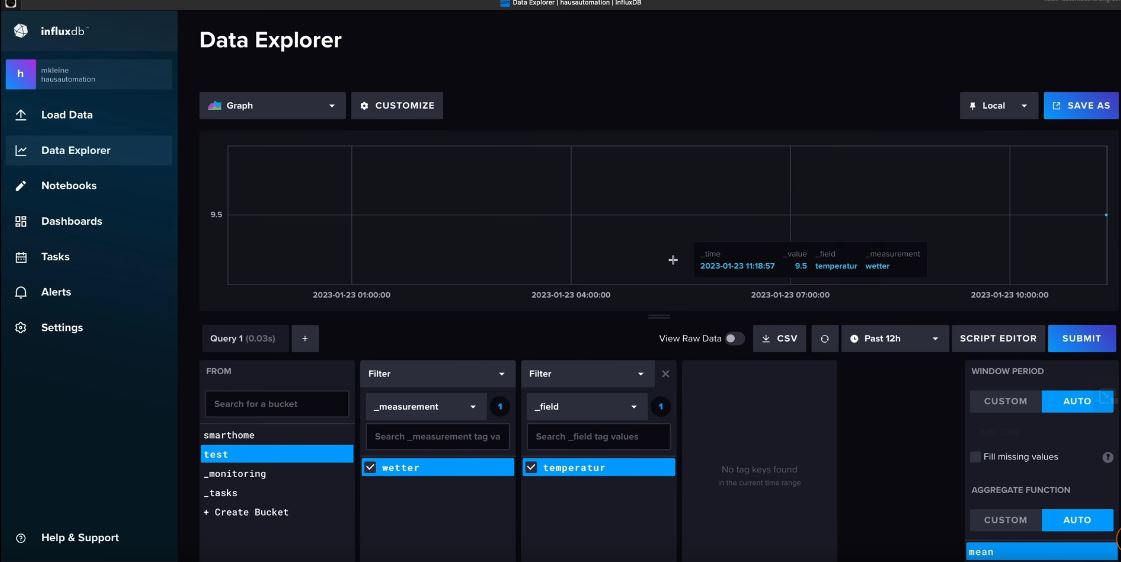 Data Explorer | hausautomation | InfluxDB
influxdb™
h
mkleine
hausautomation
Load Data
Data Explorer
Notebooks
Dashboards
Tasks
Alerts
Settings
Help & Support
Data Explorer
Graph
CUSTOMIZE
Local
SAVE AS
9.5
_time _value _field _measurement
2023-01-23 11:18:57 9.5 temperatur wetter
2023-01-23 01:00:00 2023-01-23 04:00:00 2023-01-23 07:00:00 2023-01-23 10:00:00
Query 1 (0.03s)
+
View Raw Data
CSV
Past 12h
SCRIPT EDITOR
SUBMIT
FROM
Search for a bucket
smarthome
test
_monitoring
_tasks
+ Create Bucket
Filter
_measurement
1
Search _measurement tag va
wetter
Filter
_field
1
Search _field tag values
temperatur
No tag keys found
in the current time range
WINDOW PERIOD
CUSTOM AUTO
Fill missing values
AGGREGATE FUNCTION
CUSTOM AUTO
mean